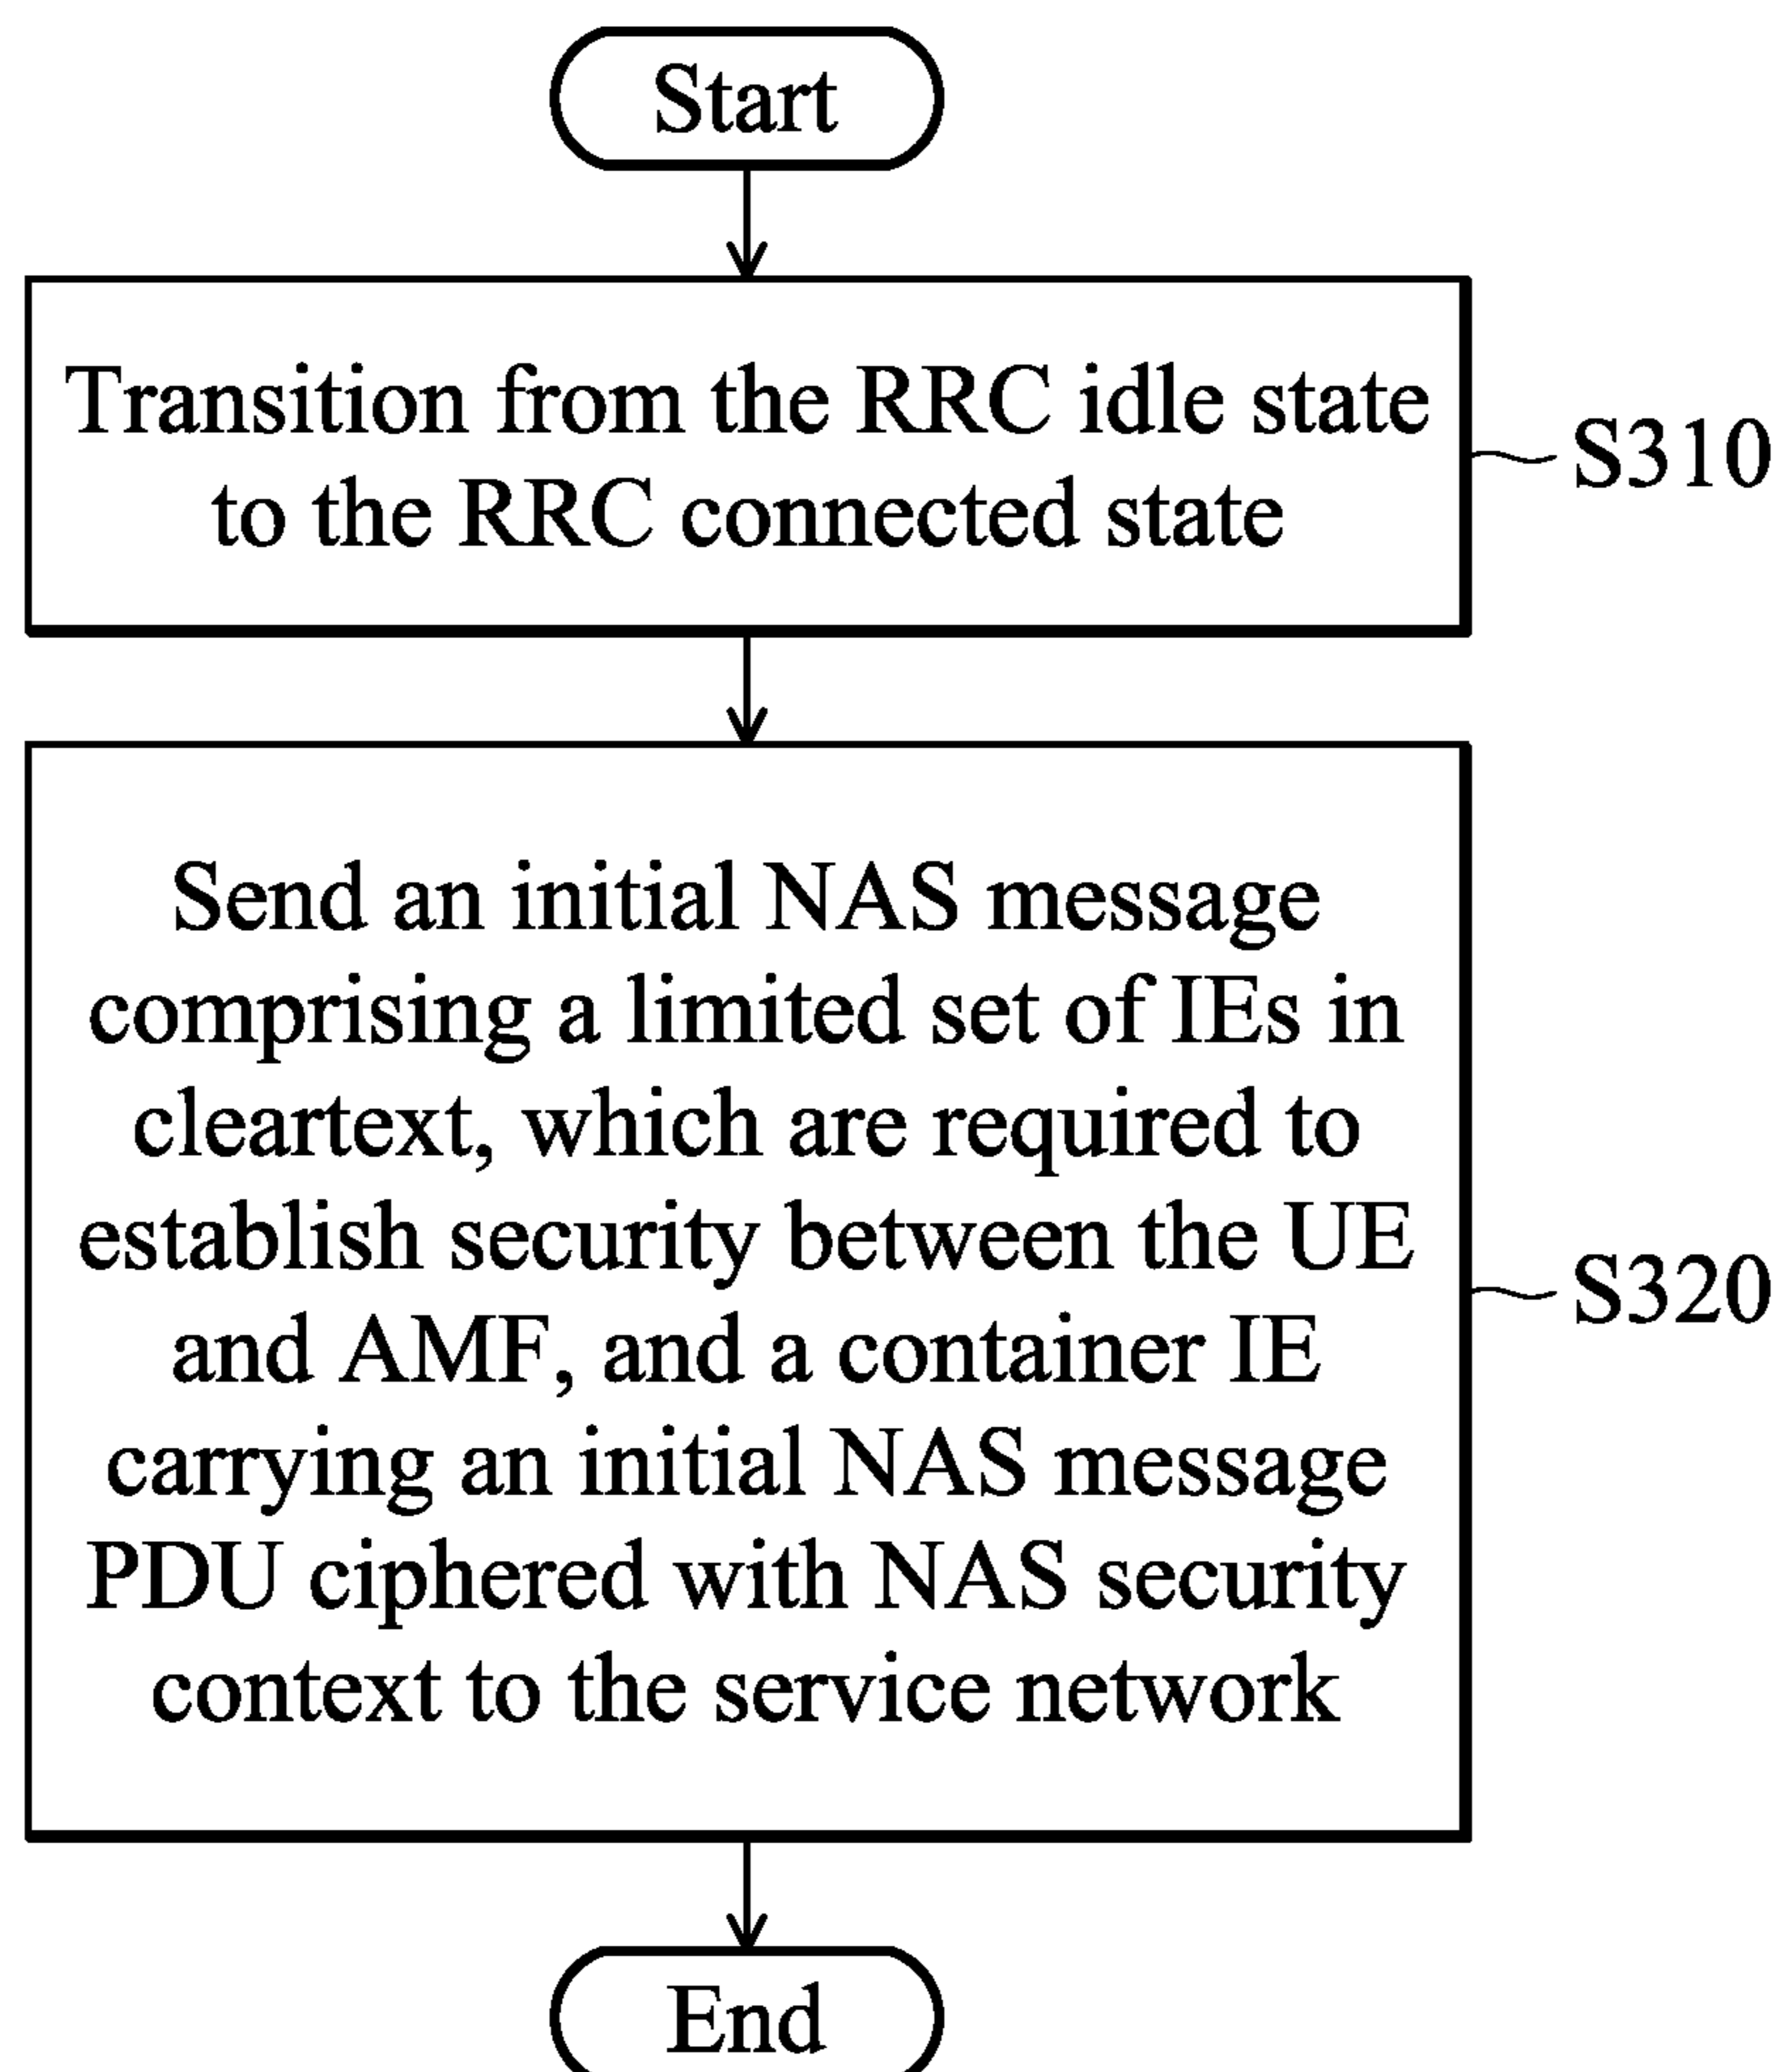 Start
Transition from the RRC idle state
to the RRC connected state
S310
Send an initial NAS message
comprising a limited set of IEs in
cleartext, which are required to
establish security between the UE
and AMF, and a container IE
carrying an initial NAS message
PDU ciphered with NAS security
context to the service network
S320
End